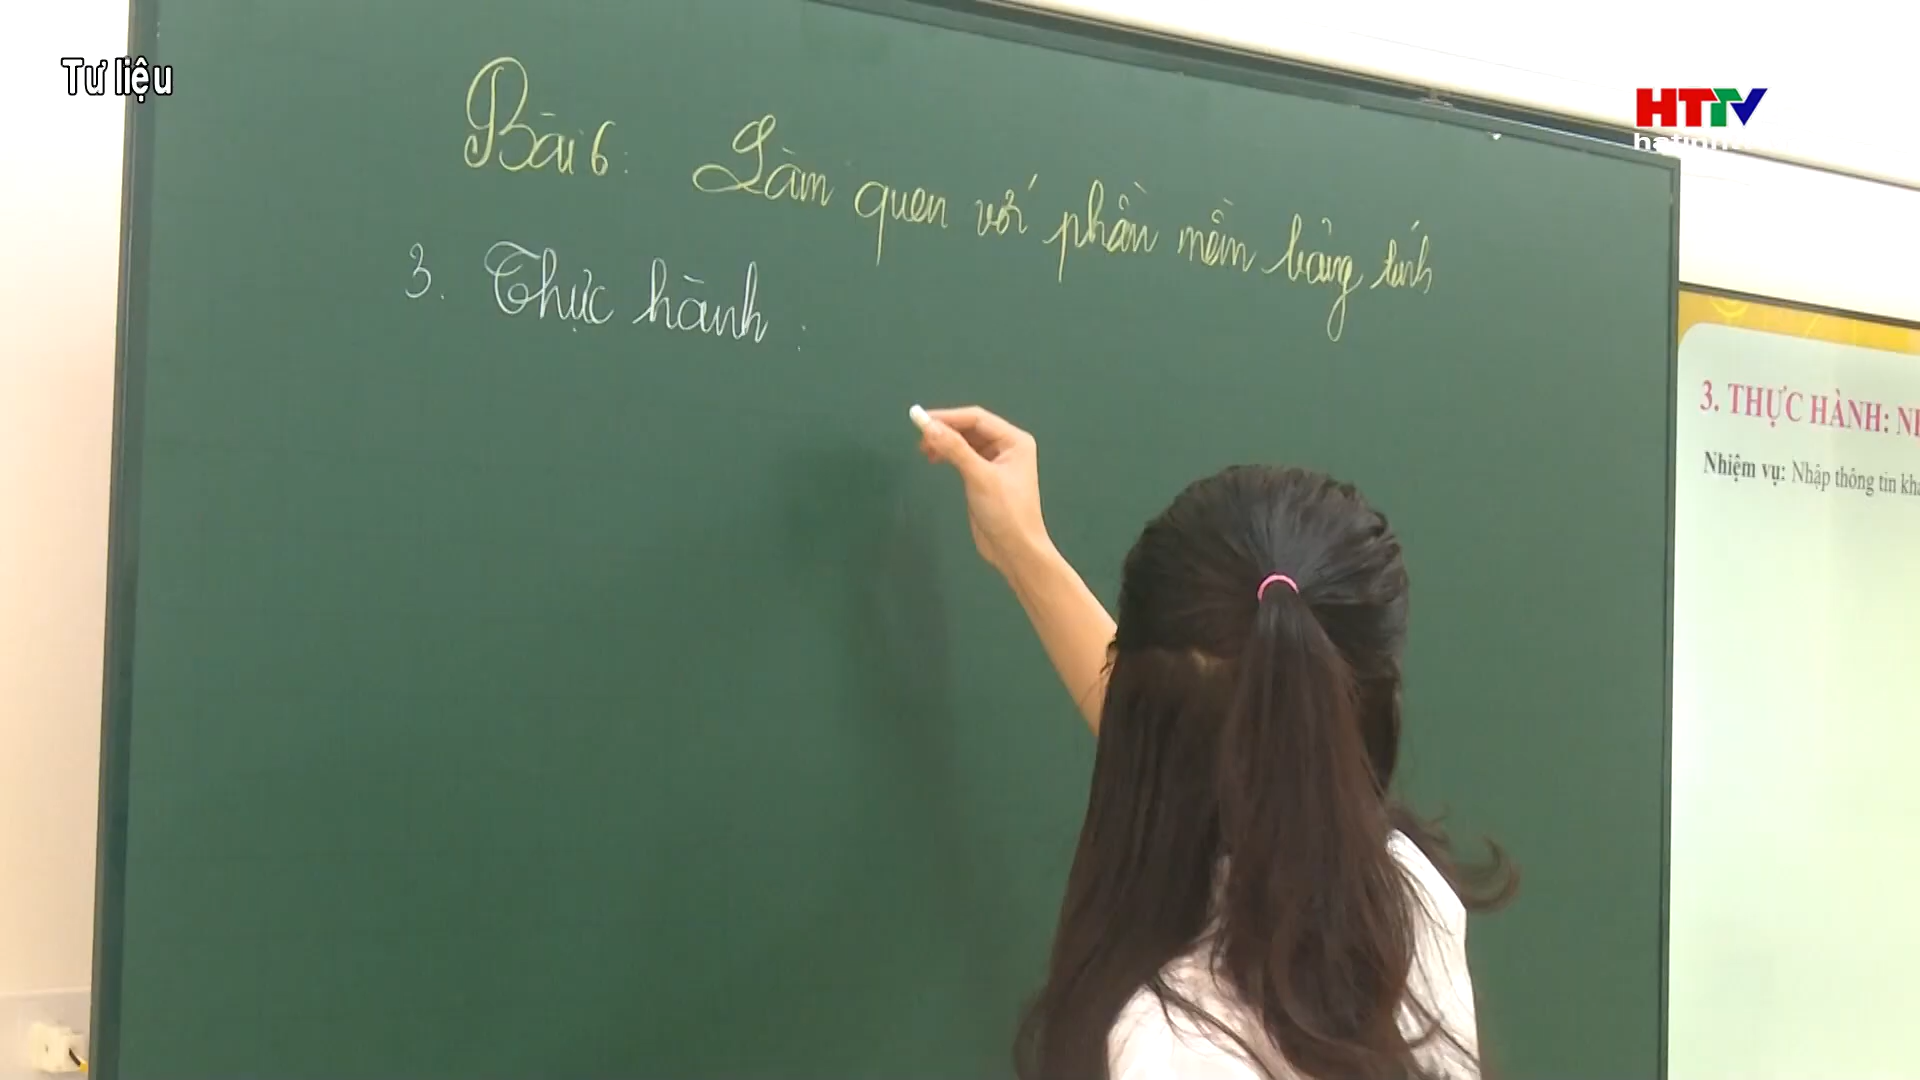 Tư liệu
HTTV
Bài 6: Làm quen với phần mềm bảng tính
3. Thực hành:
3. THỰC HÀNH:
Nhiệm vụ: Nhập thông tin